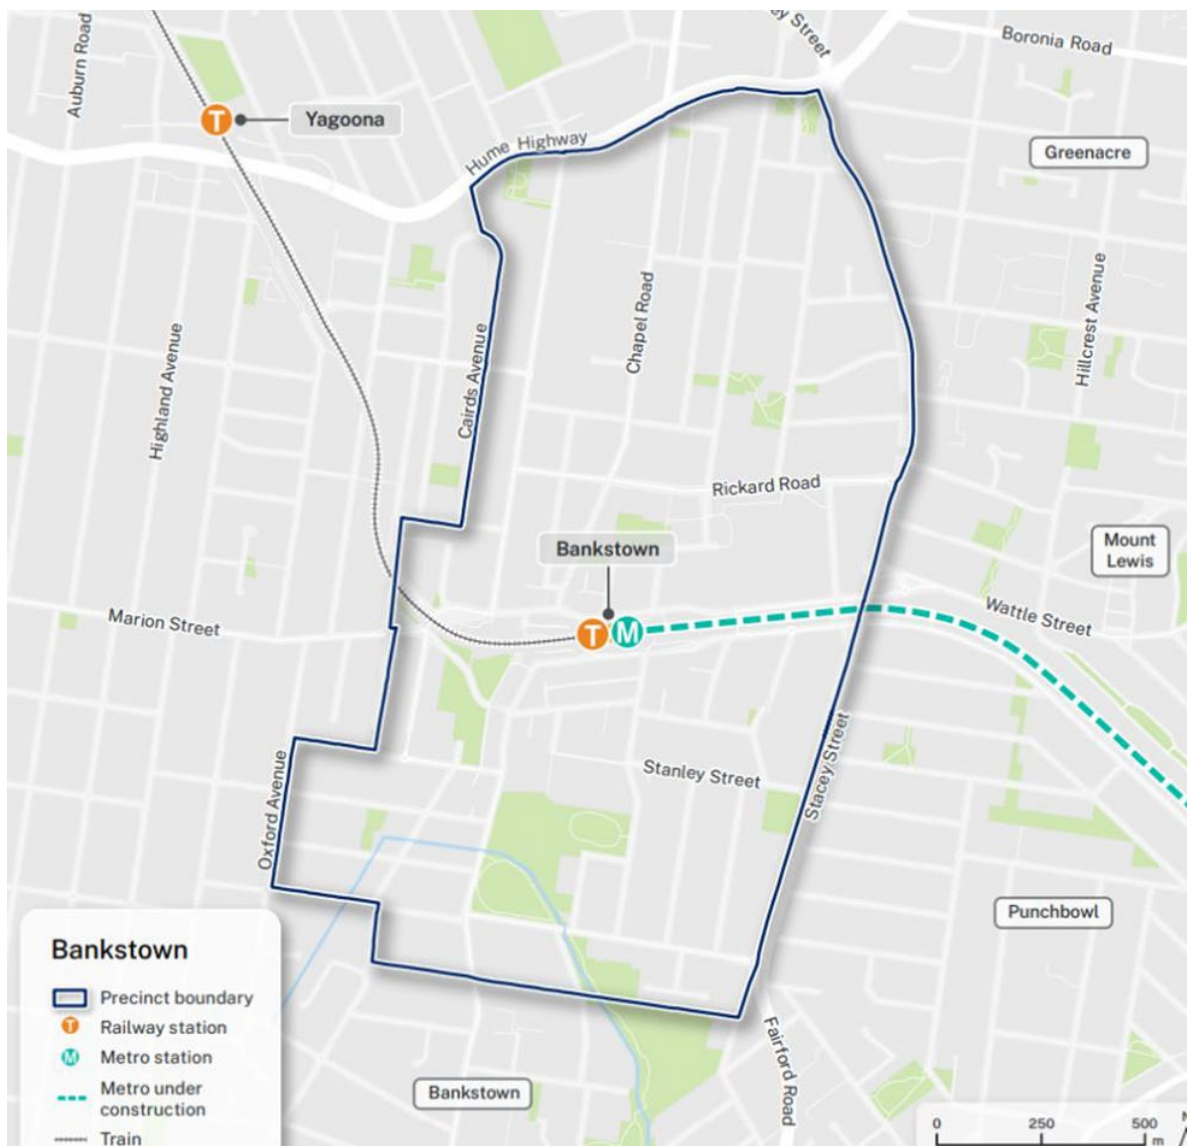 ey Street
Boronia Road
Auburn Road
T
Yagoona
Hume Highway
Greenacre
Cairds Avenue
Chapel Road
Hillcrest Avenue
Highland Avenue
Rickard Road
Bankstown
Mount
Lewis
Marion Street
T
M
Wattle Street
Stacey Street
Stanley Street
Oxford Avenue
Punchbowl
Fairford Road
Bankstown
Bankstown
Precinct boundary
T Railway station
M Metro station
Metro under
construction
Train
0 250 500
m
N